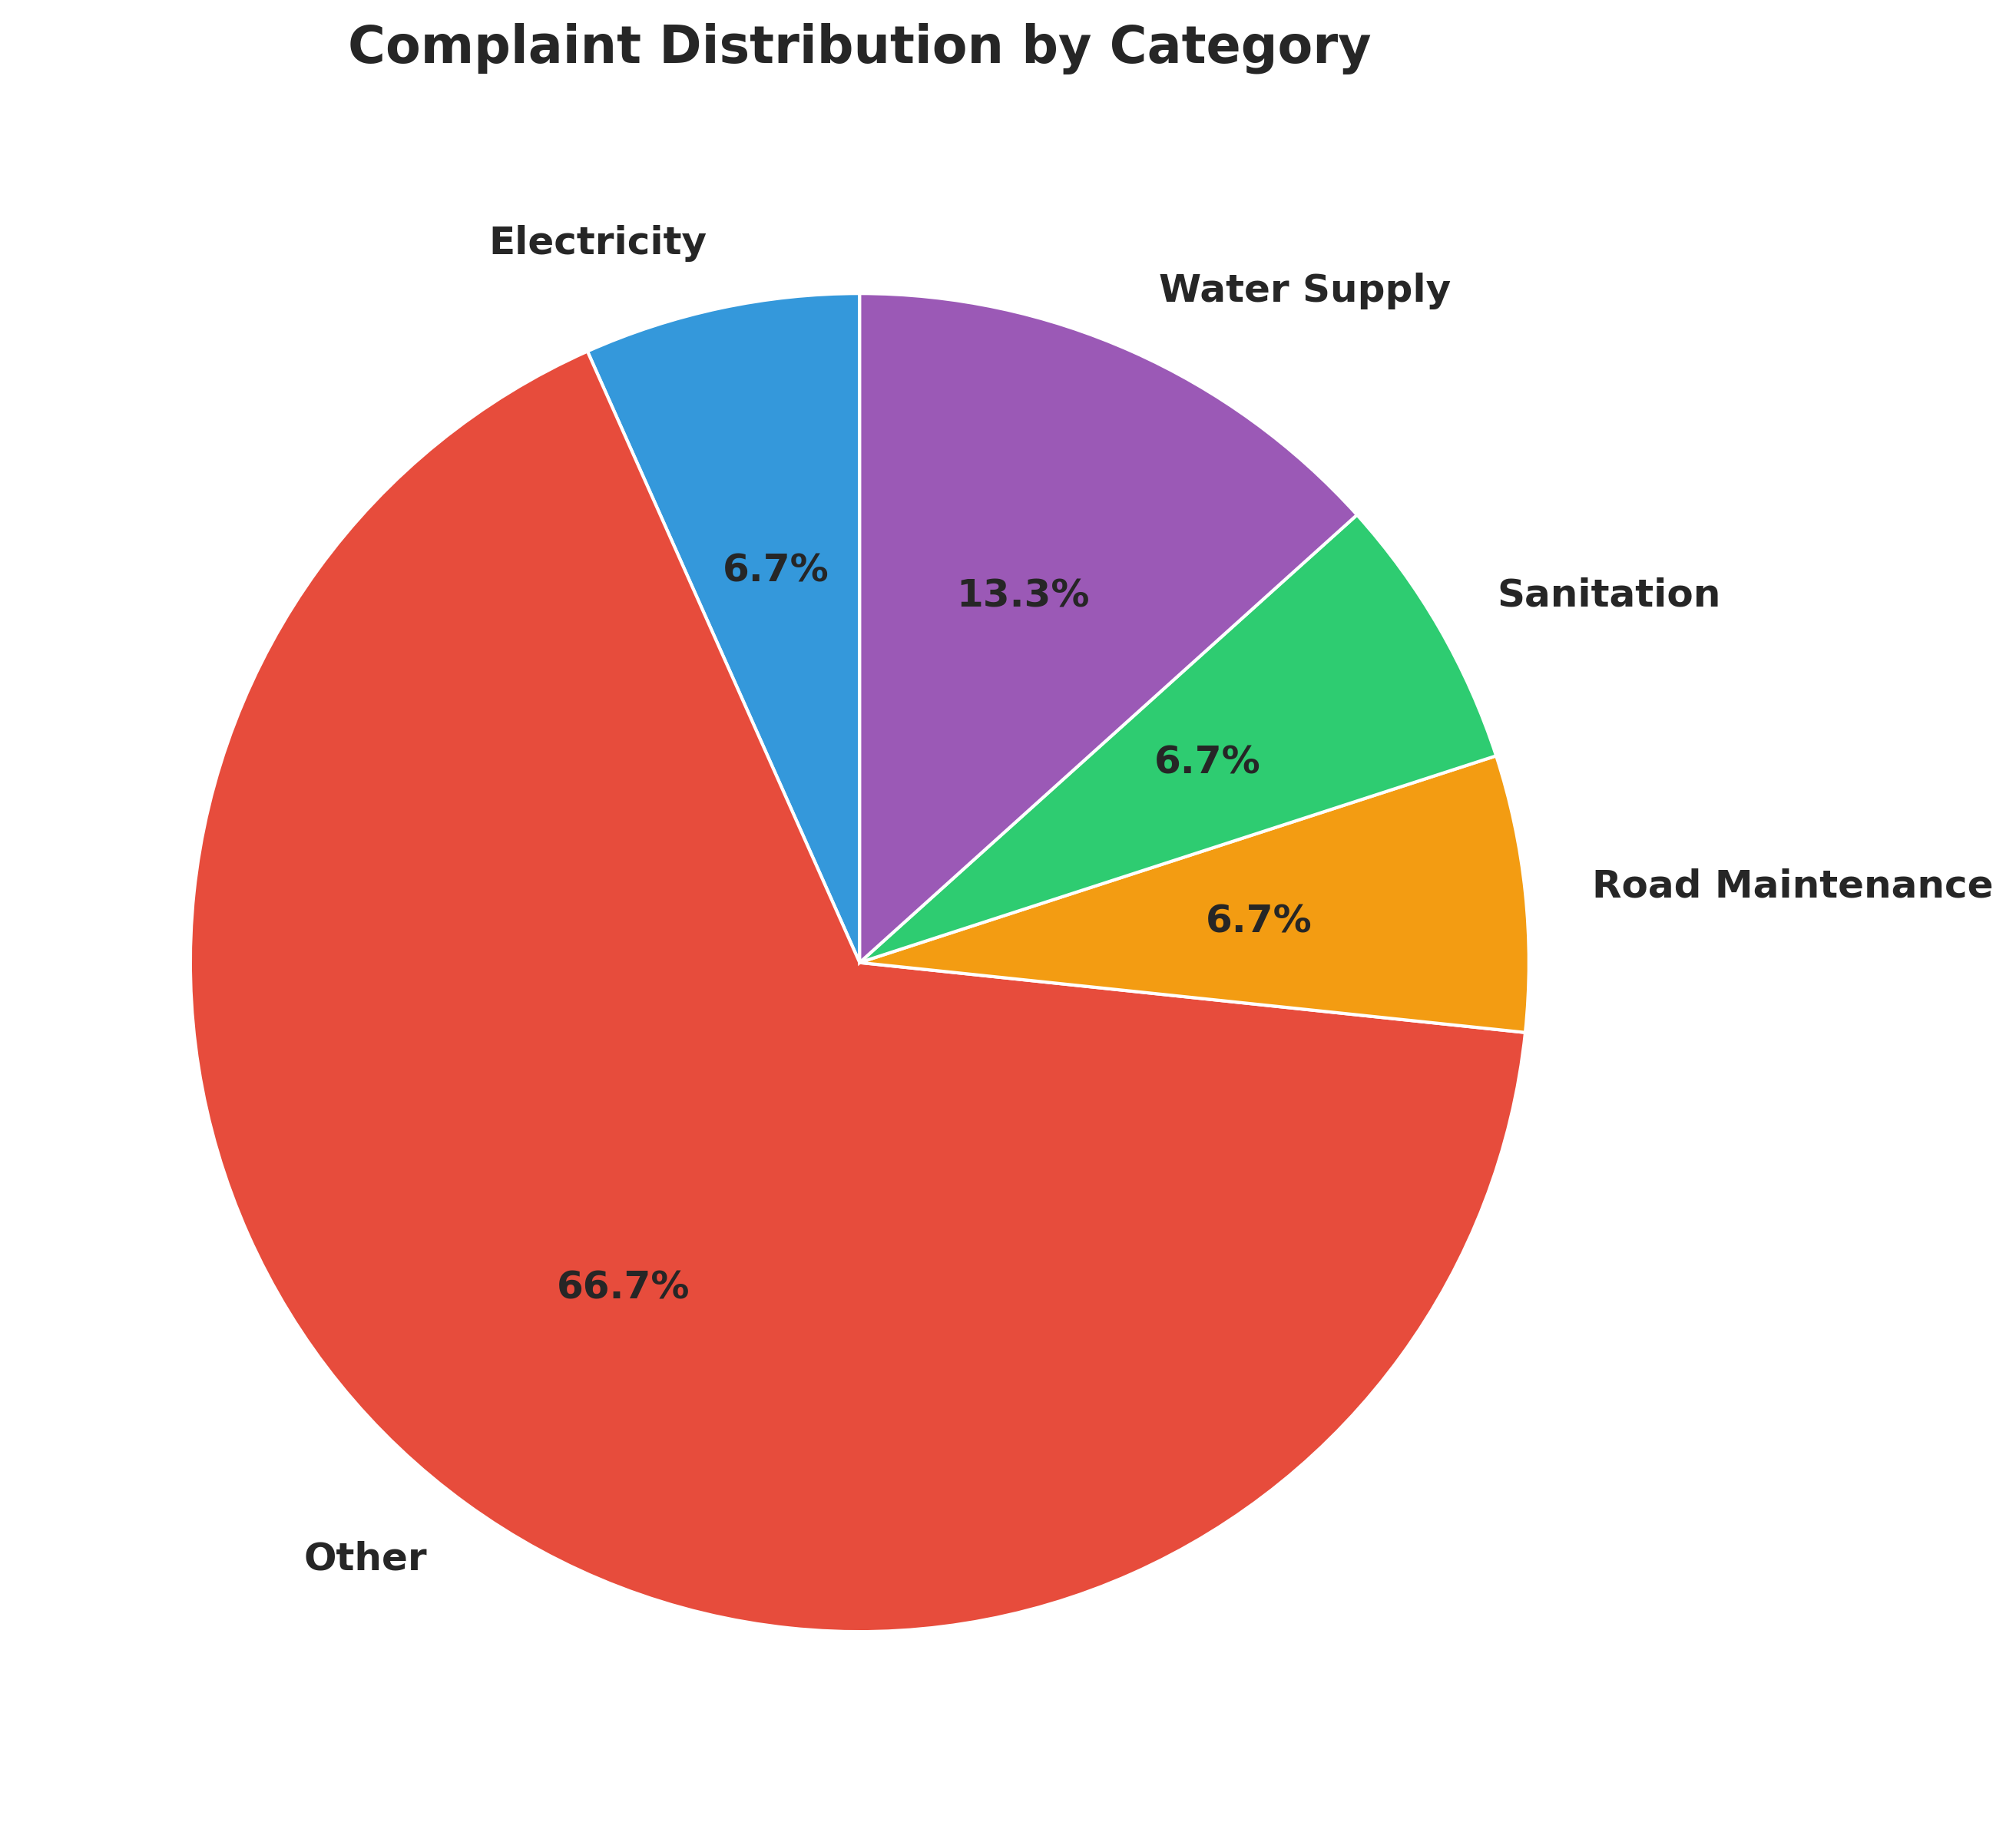 Complaint Distribution by Category
Electricity
Water Supply
6.7%
13.3%
Sanitation
6.7%
Road Maintenance
6.7%
66.7%
Other